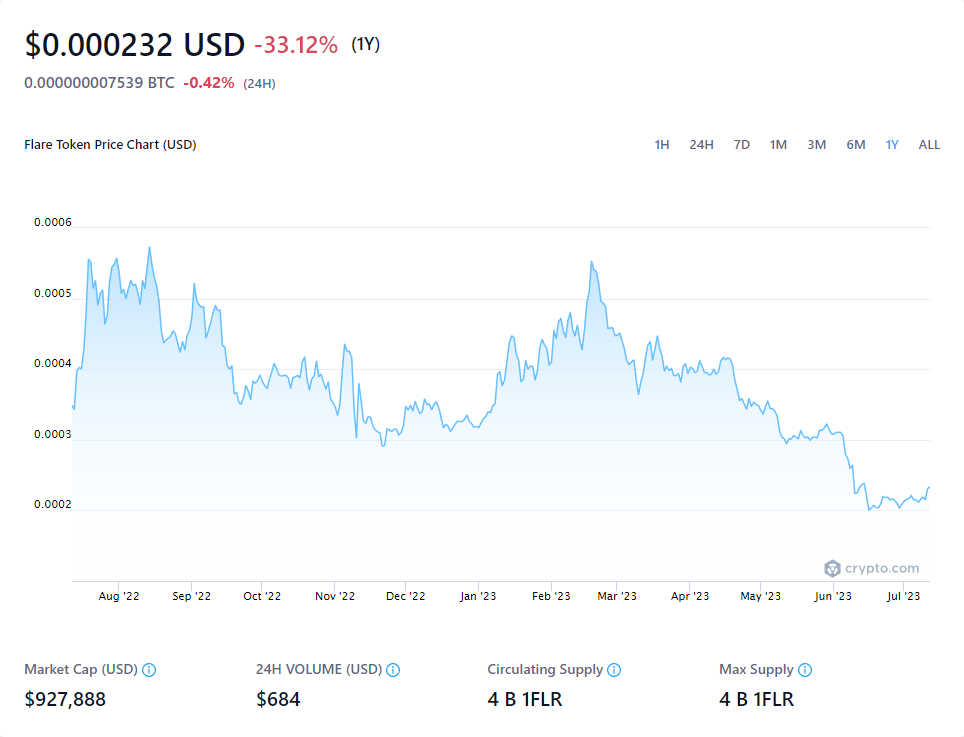 $0.000232 USD -33.12% (1Y)
0.000000007539 BTC -0.42% (24H)
Flare Token Price Chart (USD) 1H 24H 7D 1M 3M 6M 1Y ALL
0.0006
0.0005
0.0004
0.0003
0.0002
crypto.com
Aug '22 Sep '22 Oct '22 Nov '22 Dec '22 Jan '23 Feb '23 Mar '23 Apr '23 May '23 Jun '23 Jul '23
Market Cap (USD) 24H VOLUME (USD) Circulating Supply Max Supply
$927,888 $684 4 B 1FLR 4 B 1FLR